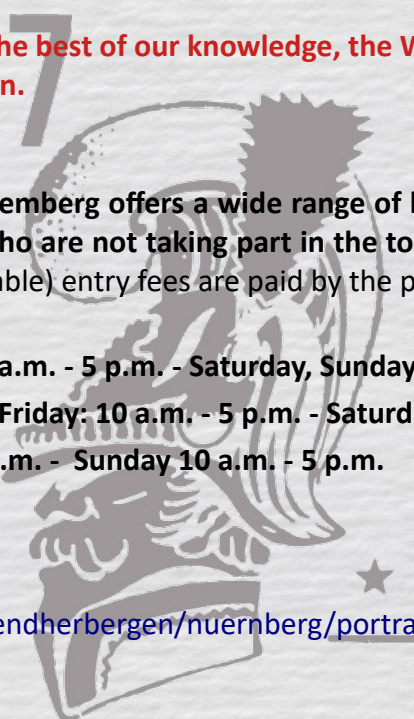 7
he best of our knowledge, the V
n.
emberg offers a wide range of
ho are not taking part in the to
able) entry fees are paid by the p
a.m. - 5 p.m. - Saturday, Sunday
Friday: 10 a.m. - 5 p.m. - Saturd
.m. - Sunday 10 a.m. - 5 p.m.
endherbergen/nuernberg/portra